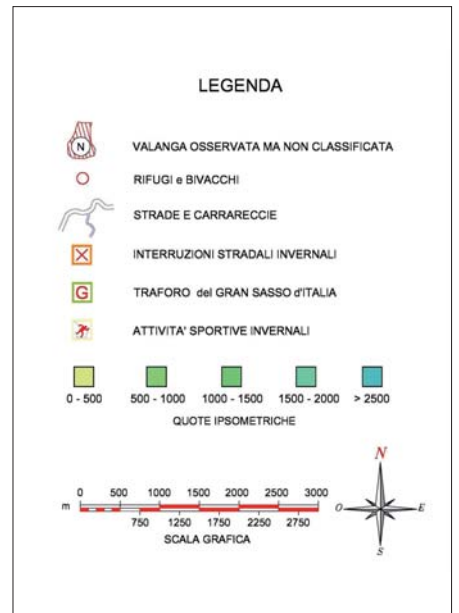 LEGENDA
N VALANGA OSSERVATA MA NON CLASSIFICATA
RIFUGI e BIVACCHI
STRADE E CARRARECCIE
INTERRUZIONI STRADALI INVERNALI
G TRAFORO del GRAN SASSO d'ITALIA
ATTIVITA' SPORTIVE INVERNALI
0 - 500 500 - 1000 1000 - 1500 1500 - 2000 > 2500
QUOTE IPSOMETRICHE
N
0 500 1000 1500 2000 2500 3000
m
O E
750 1250 1750 2250 2750
SCALA GRAFICA
S